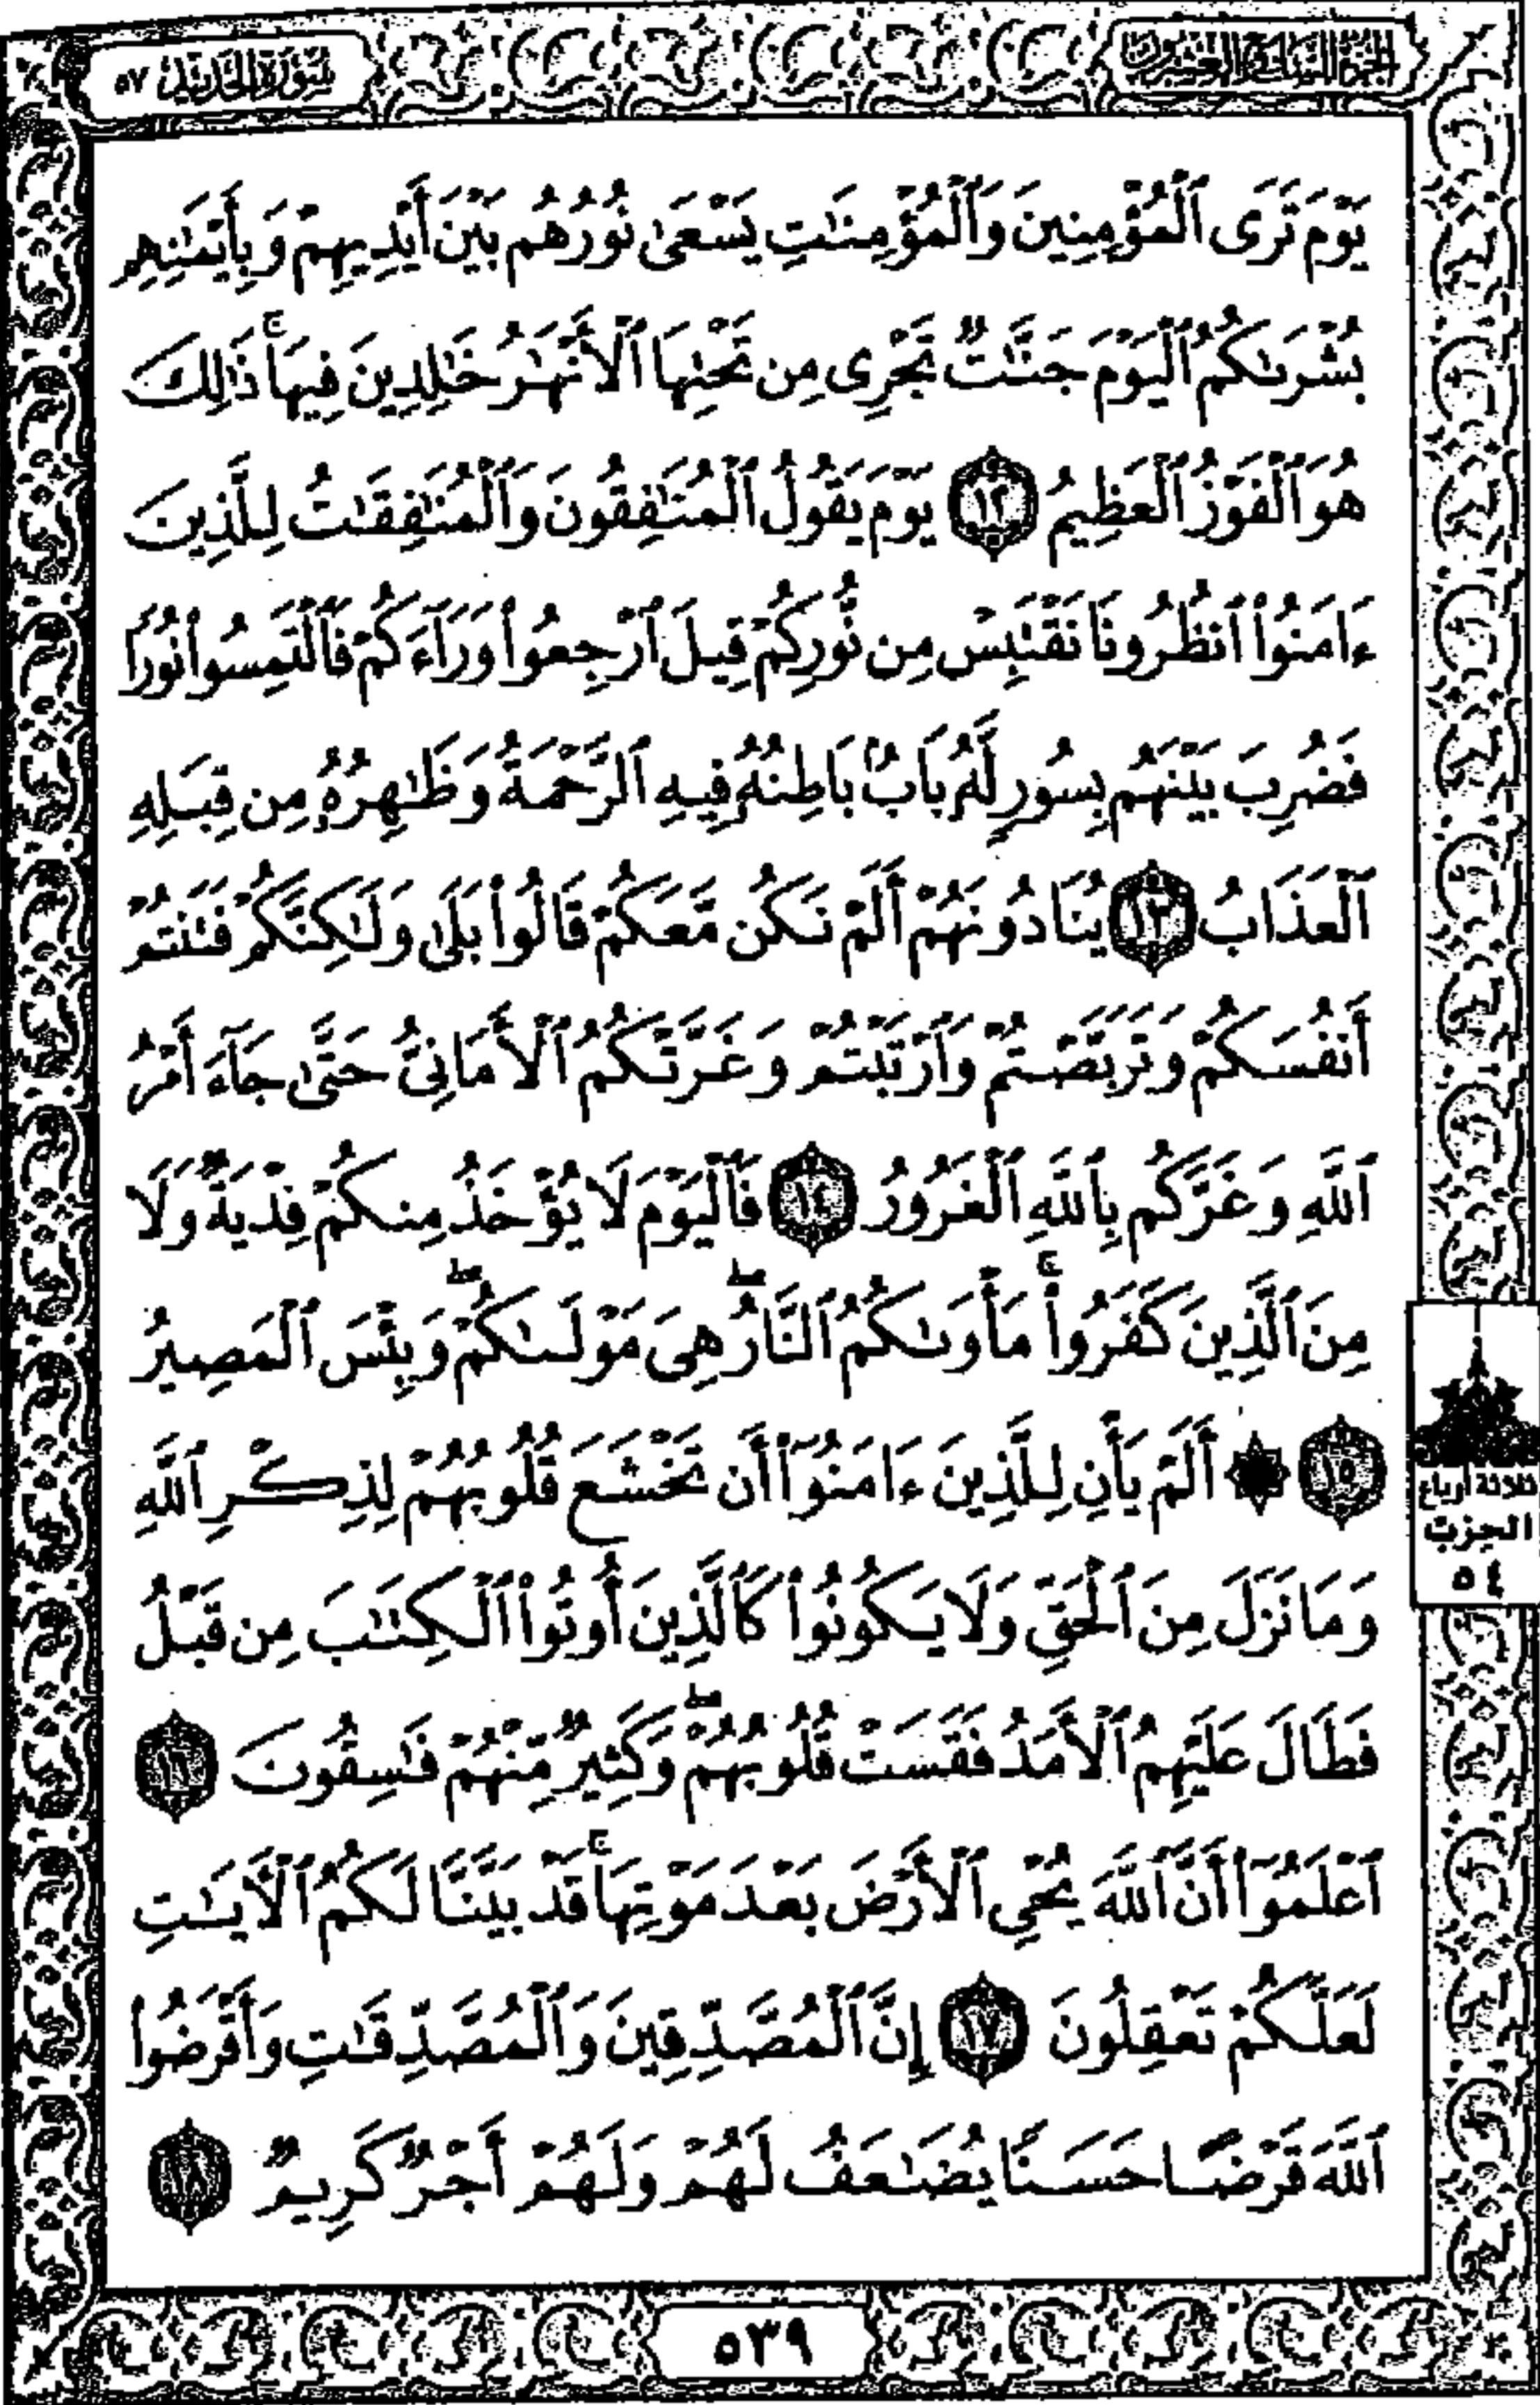 الجزء السابع والعشرون
سورة الحديد ٥٧
يَوْمَ تَرَى ٱلْمُؤْمِنِينَ وَٱلْمُؤْمِنَـٰتِ يَسْعَىٰ نُورُهُم بَيْنَ أَيْدِيهِمْ وَبِأَيْمَـٰنِهِم
بُشْرَىٰكُمُ ٱلْيَوْمَ جَنَّـٰتٌ تَجْرِى مِن تَحْتِهَا ٱلْأَنْهَـٰرُ خَـٰلِدِينَ فِيهَا ۚ ذَٰلِكَ
هُوَ ٱلْفَوْزُ ٱلْعَظِيمُ ١٢ يَوْمَ يَقُولُ ٱلْمُنَـٰفِقُونَ وَٱلْمُنَـٰفِقَـٰتُ لِلَّذِينَ
ءَامَنُوا۟ ٱنظُرُونَا نَقْتَبِسْ مِن نُّورِكُمْ قِيلَ ٱرْجِعُوا۟ وَرَآءَكُمْ فَٱلْتَمِسُوا۟ نُورًا
فَضُرِبَ بَيْنَهُم بِسُورٍ لَّهُۥ بَابٌۢ بَاطِنُهُۥ فِيهِ ٱلرَّحْمَةُ وَظَـٰهِرُهُۥ مِن قِبَلِهِ
ٱلْعَذَابُ ١٣ يُنَادُونَهُمْ أَلَمْ نَكُن مَّعَكُمْ قَالُوا۟ بَلَىٰ وَلَـٰكِنَّكُمْ فَتَنتُمْ
أَنفُسَكُمْ وَتَرَبَّصْتُمْ وَٱرْتَبْتُمْ وَغَرَّتْكُمُ ٱلْأَمَانِىُّ حَتَّىٰ جَآءَ أَمْرُ
ٱللَّهِ وَغَرَّكُم بِٱللَّهِ ٱلْغَرُورُ ١٤ فَٱلْيَوْمَ لَا يُؤْخَذُ مِنكُمْ فِدْيَةٌ وَلَا
مِنَ ٱلَّذِينَ كَفَرُوا۟ ۚ مَأْوَىٰكُمُ ٱلنَّارُ ۖ هِىَ مَوْلَىٰكُمْ ۖ وَبِئْسَ ٱلْمَصِيرُ
١٥ ۞ أَلَمْ يَأْنِ لِلَّذِينَ ءَامَنُوٓا۟ أَن تَخْشَعَ قُلُوبُهُمْ لِذِكْرِ ٱللَّهِ
وَمَا نَزَلَ مِنَ ٱلْحَقِّ وَلَا يَكُونُوا۟ كَٱلَّذِينَ أُوتُوا۟ ٱلْكِتَـٰبَ مِن قَبْلُ
فَطَالَ عَلَيْهِمُ ٱلْأَمَدُ فَقَسَتْ قُلُوبُهُمْ ۖ وَكَثِيرٌ مِّنْهُمْ فَـٰسِقُونَ ١٦
ٱعْلَمُوٓا۟ أَنَّ ٱللَّهَ يُحْىِ ٱلْأَرْضَ بَعْدَ مَوْتِهَا ۚ قَدْ بَيَّنَّا لَكُمُ ٱلْـَٔايَـٰتِ
لَعَلَّكُمْ تَعْقِلُونَ ١٧ إِنَّ ٱلْمُصَّدِّقِينَ وَٱلْمُصَّدِّقَـٰتِ وَأَقْرَضُوا۟
ٱللَّهَ قَرْضًا حَسَنًا يُضَـٰعَفُ لَهُمْ وَلَهُمْ أَجْرٌ كَرِيمٌ ١٨
ثلاثة أرباع
الحزب
٥٤
٥٣٩